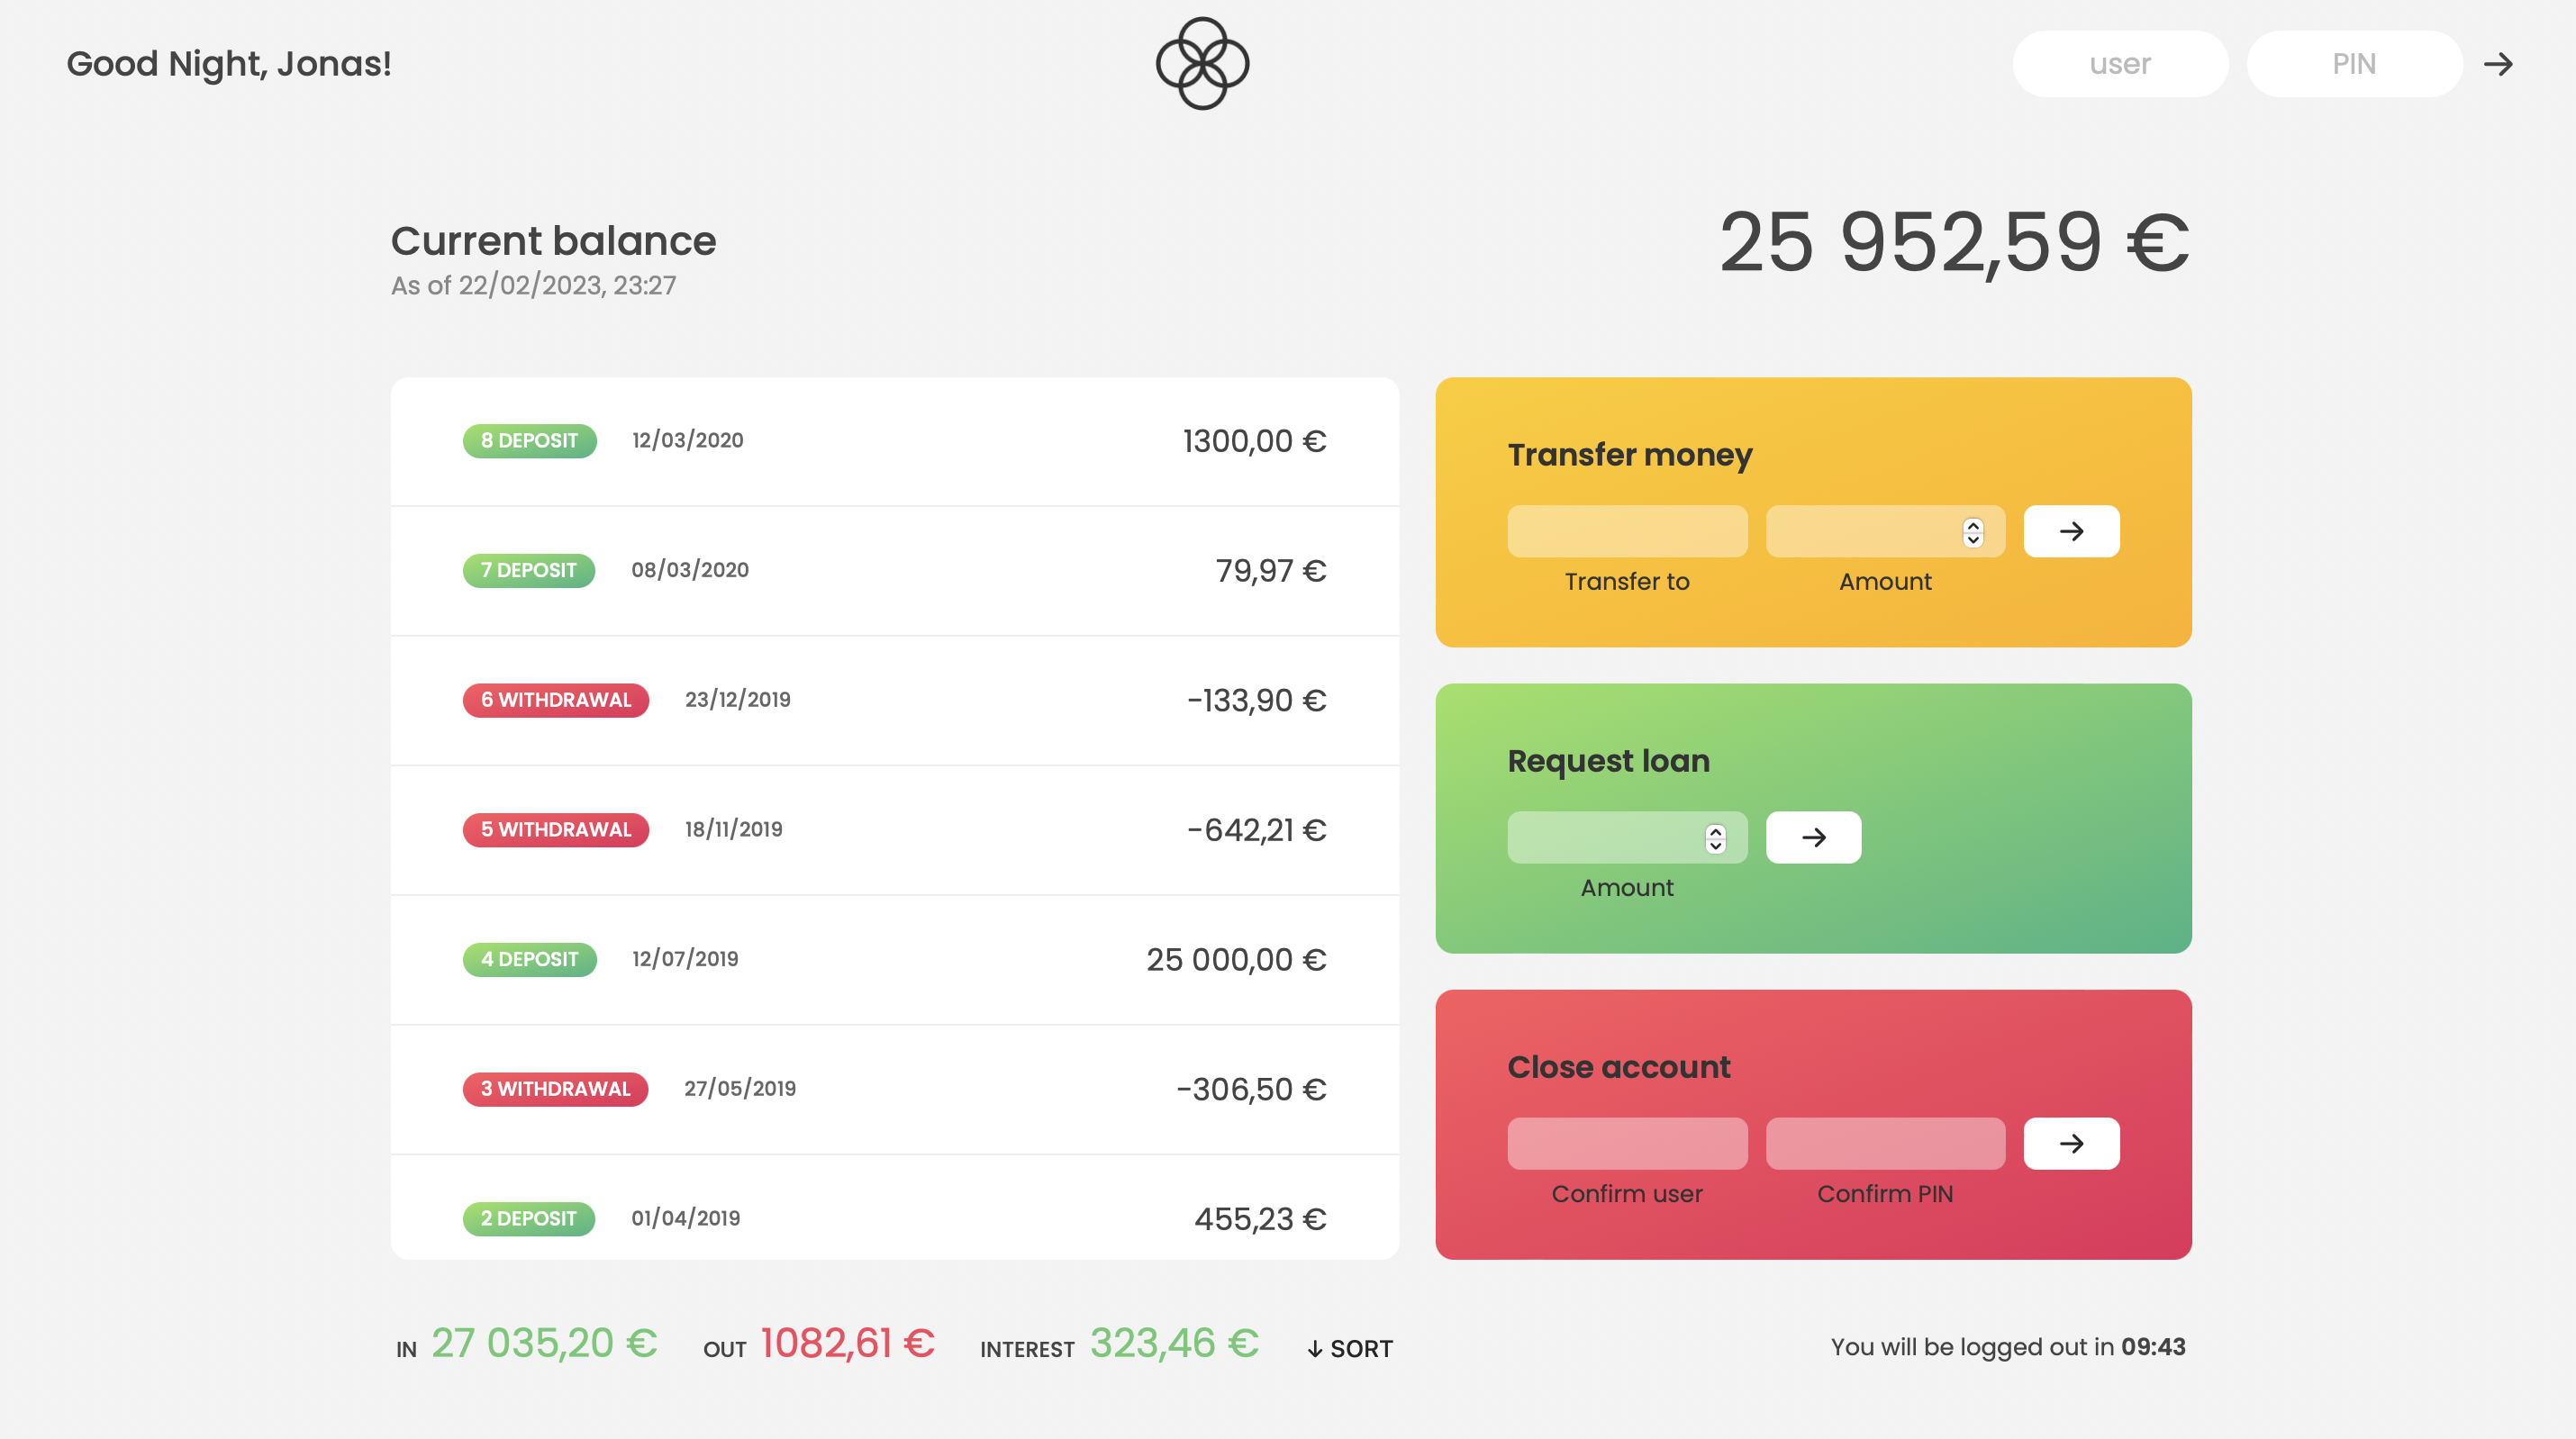 Good Night, Jonas!
user
PIN
Current balance
As of 22/02/2023, 23:27
25 952,59 €
8 DEPOSIT 12/03/2020 1300,00 €
7 DEPOSIT 08/03/2020 79,97 €
6 WITHDRAWAL 23/12/2019 -133,90 €
5 WITHDRAWAL 18/11/2019 -642,21 €
4 DEPOSIT 12/07/2019 25 000,00 €
3 WITHDRAWAL 27/05/2019 -306,50 €
2 DEPOSIT 01/04/2019 455,23 €
Transfer money
Transfer to Amount
Request loan
Amount
Close account
Confirm user Confirm PIN
IN 27 035,20 € OUT 1082,61 € INTEREST 323,46 € ↓ SORT
You will be logged out in 09:43